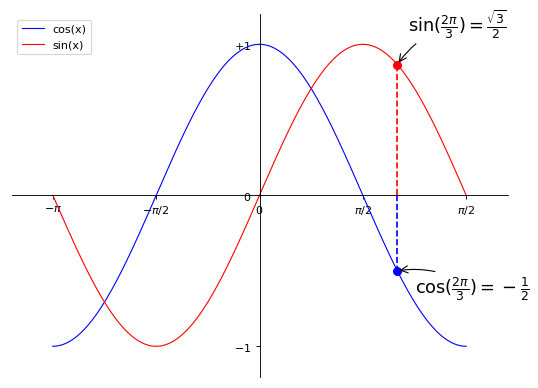 cos(x)
sin(x)
sin(2π/3) = √3/2
+1
0
−π
−π/2
0
π/2
π/2
cos(2π/3) = −1/2
−1